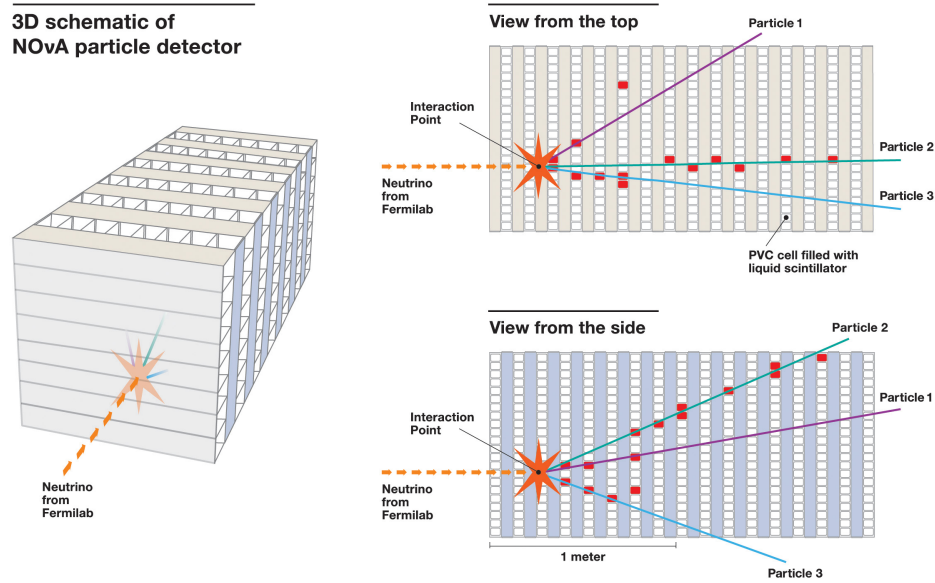 3D schematic of
NOνA particle detector
Neutrino
from
Fermilab
View from the top
Particle 1
Interaction
Point
Particle 2
Neutrino
from
Fermilab
Particle 3
PVC cell filled with
liquid scintillator
View from the side
Particle 2
Particle 1
Interaction
Point
Neutrino
from
Fermilab
1 meter
Particle 3